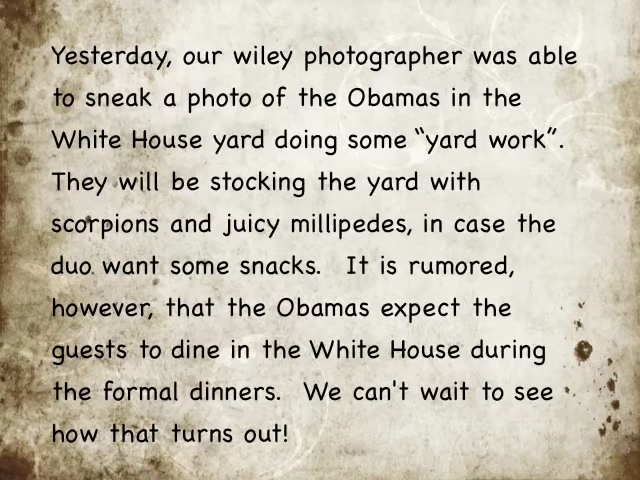 Yesterday, our wiley photographer was able
to sneak a photo of the Obamas in the
White House yard doing some “yard work”.
They will be stocking the yard with
scorpions and juicy millipedes, in case the
duo want some snacks.  It is rumored,
however, that the Obamas expect the
guests to dine in the White House during
the formal dinners.  We can't wait to see
how that turns out!